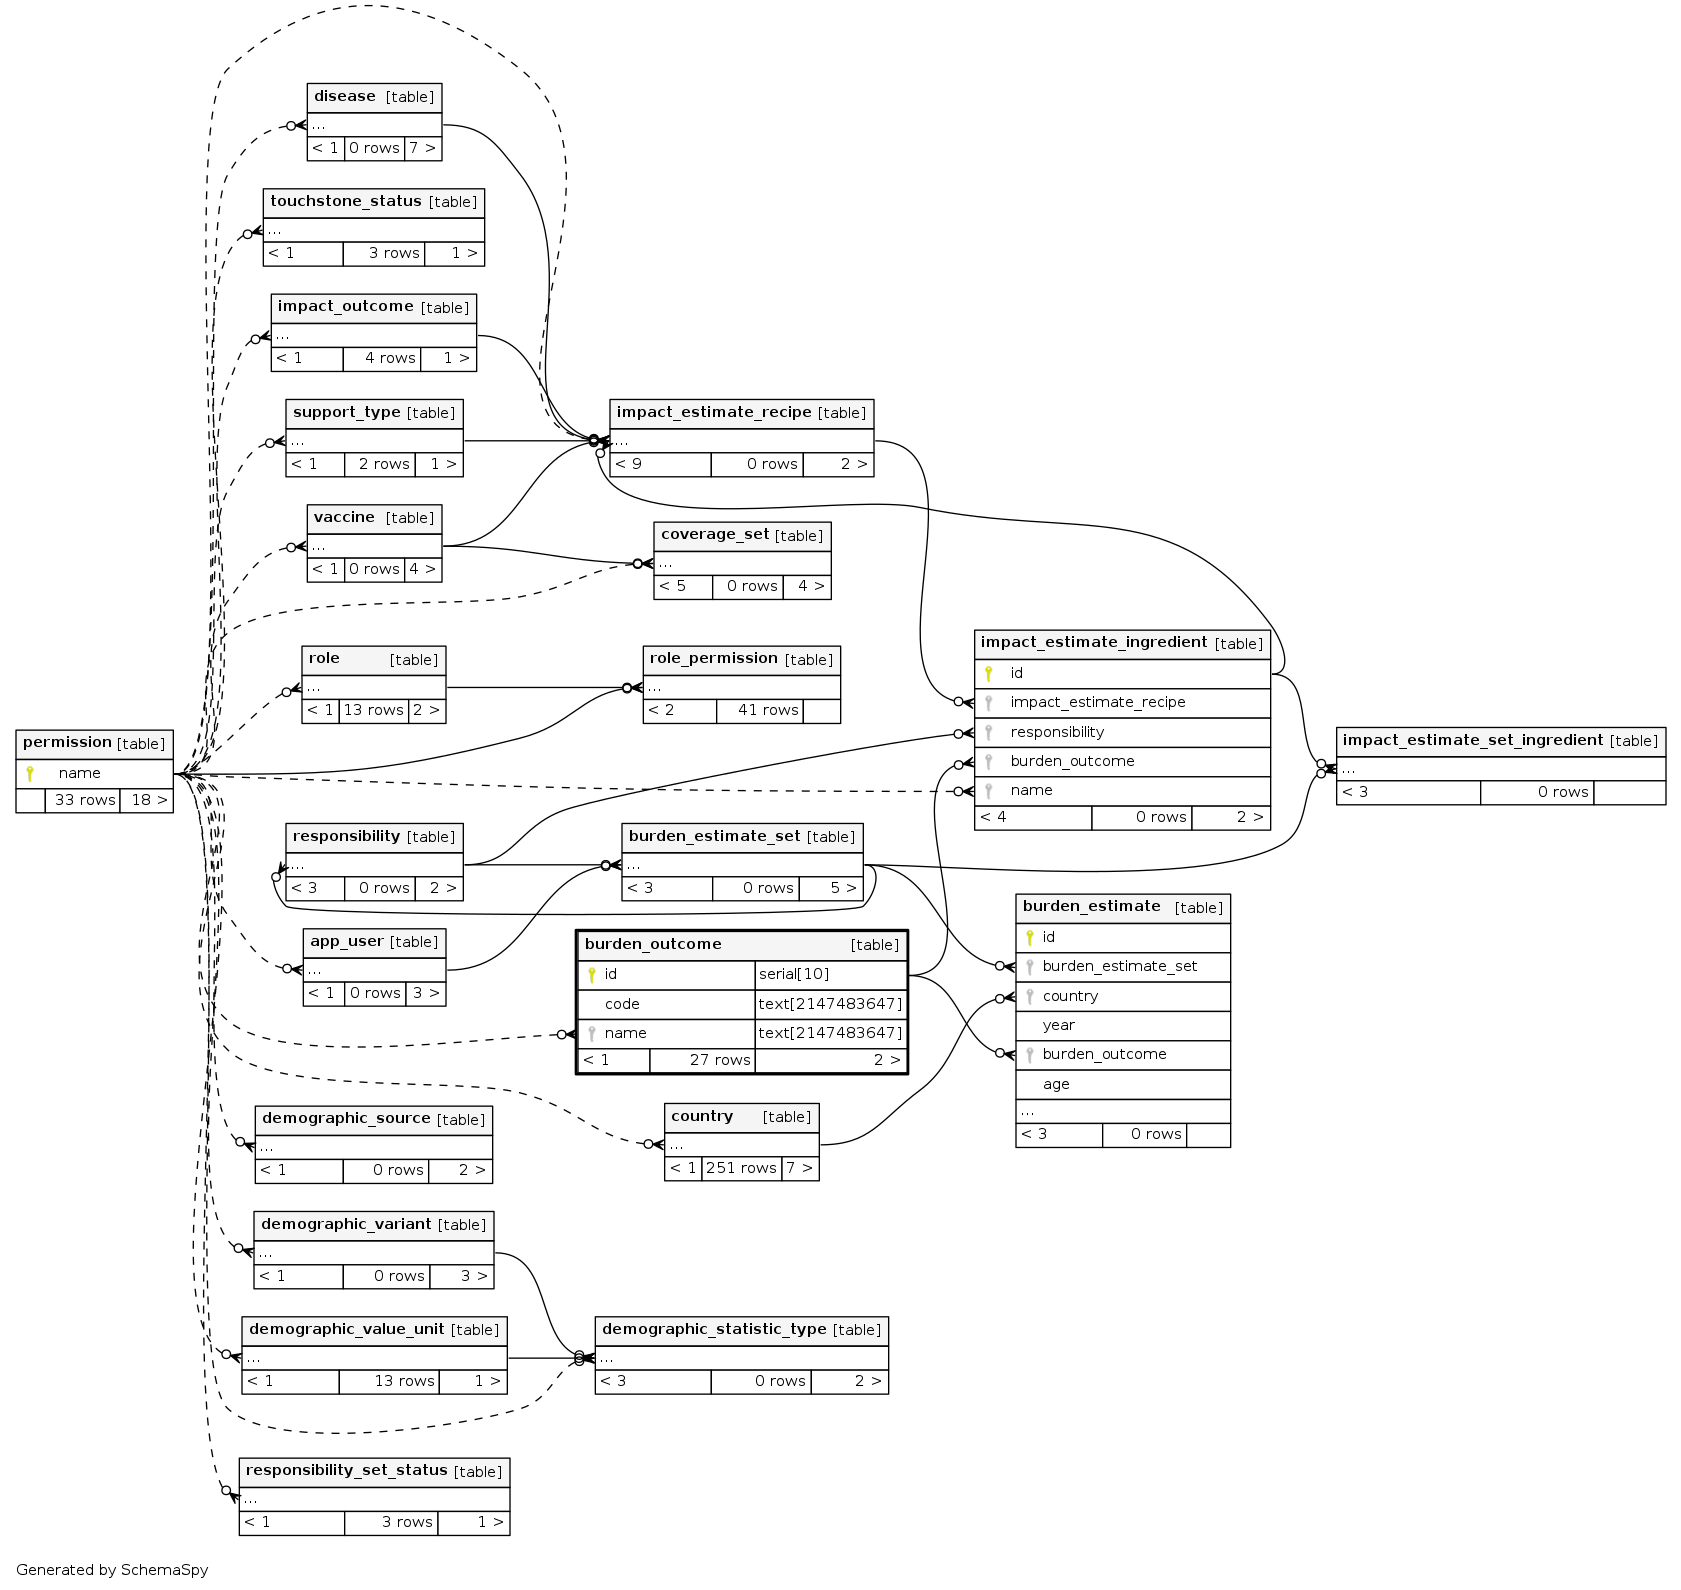 disease [table]
...
< 1 0 rows 7 >
touchstone_status [table]
...
< 1 3 rows 1 >
impact_outcome [table]
...
< 1 4 rows 1 >
support_type [table]
...
< 1 2 rows 1 >
impact_estimate_recipe [table]
...
< 9 0 rows 2 >
vaccine [table]
...
< 1 0 rows 4 >
coverage_set [table]
...
< 5 0 rows 4 >
role [table]
...
< 1 13 rows 2 >
role_permission [table]
...
< 2 41 rows
impact_estimate_ingredient [table]
id
impact_estimate_recipe
responsibility
burden_outcome
name
< 4 0 rows 2 >
permission [table]
name
33 rows 18 >
impact_estimate_set_ingredient [table]
...
< 3 0 rows
responsibility [table]
...
< 3 0 rows 2 >
burden_estimate_set [table]
...
< 3 0 rows 5 >
app_user [table]
...
< 1 0 rows 3 >
burden_outcome [table]
id serial[10]
code text[2147483647]
name text[2147483647]
< 1 27 rows 2 >
burden_estimate [table]
id
burden_estimate_set
country
year
burden_outcome
age
...
< 3 0 rows
demographic_source [table]
...
< 1 0 rows 2 >
country [table]
...
< 1 251 rows 7 >
demographic_variant [table]
...
< 1 0 rows 3 >
demographic_value_unit [table]
...
< 1 13 rows 1 >
demographic_statistic_type [table]
...
< 3 0 rows 2 >
responsibility_set_status [table]
...
< 1 3 rows 1 >
Generated by SchemaSpy